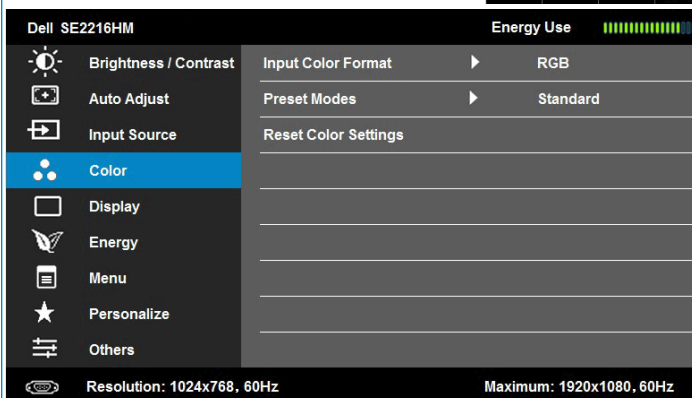 Dell SE2216HM Energy Use
Brightness / Contrast Input Color Format RGB
Auto Adjust Preset Modes Standard
Input Source Reset Color Settings
Color
Display
Energy
Menu
Personalize
Others
Resolution: 1024x768, 60Hz Maximum: 1920x1080, 60Hz